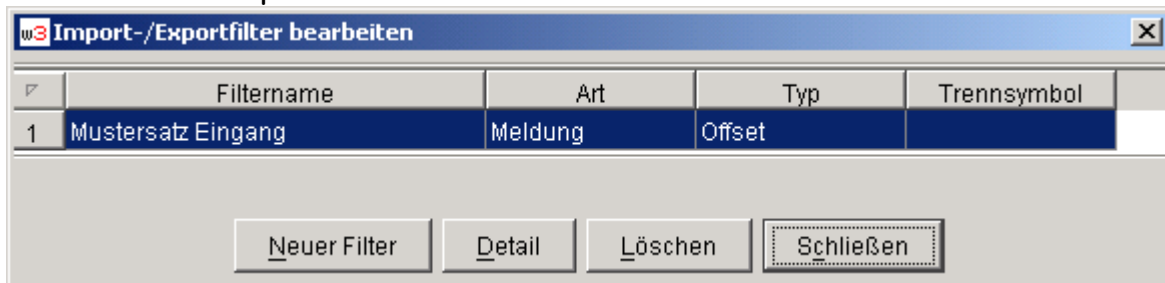 w3 Import-/Exportfilter bearbeiten
Filtername Art Typ Trennsymbol
1 Mustersatz Eingang Meldung Offset
Neuer Filter Detail Löschen Schließen